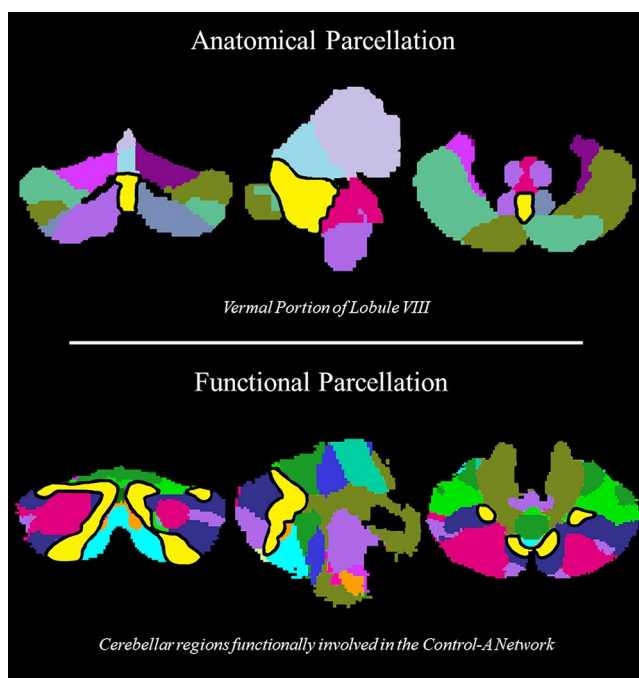 Anatomical Parcellation
Vermal Portion of Lobule VIII
Functional Parcellation
Cerebellar regions functionally involved in the Control-A Network